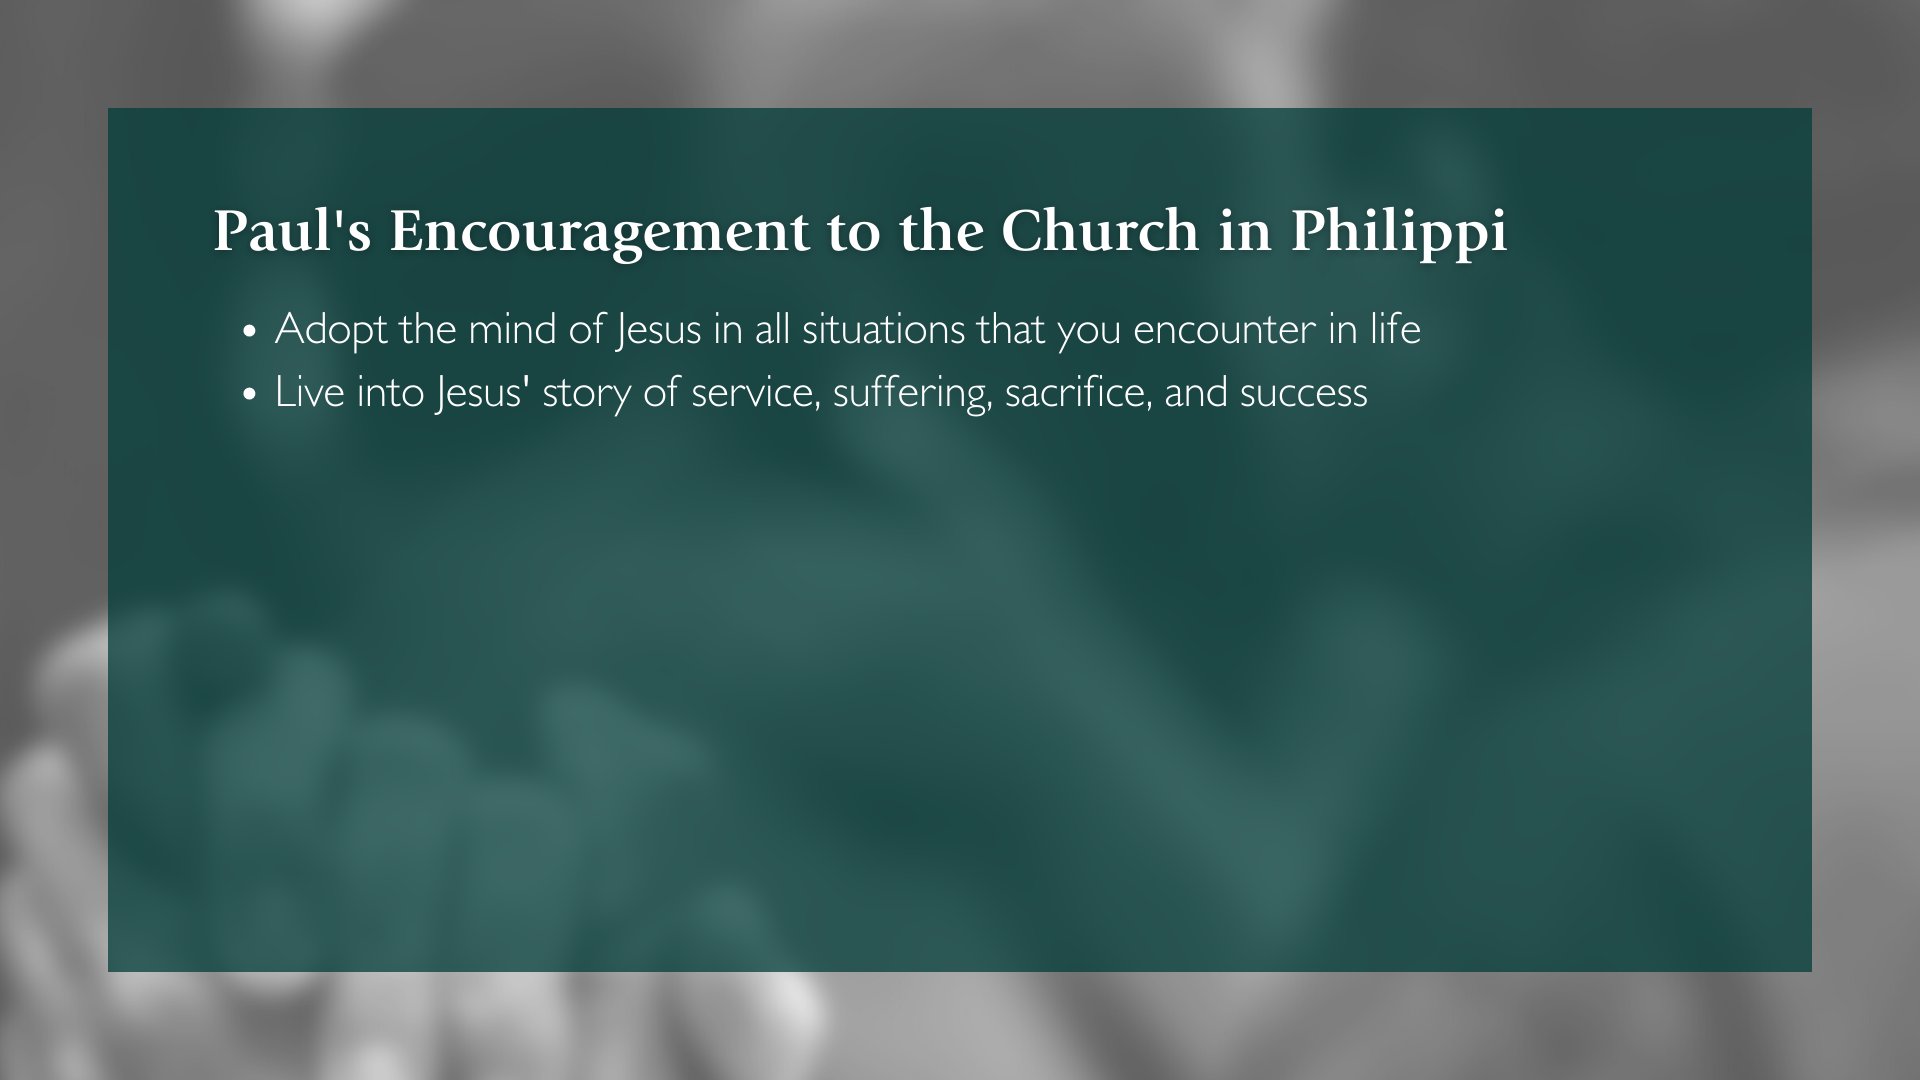 Paul's Encouragement to the Church in Philippi
• Adopt the mind of Jesus in all situations that you encounter in life
• Live into Jesus' story of service, suffering, sacrifice, and success